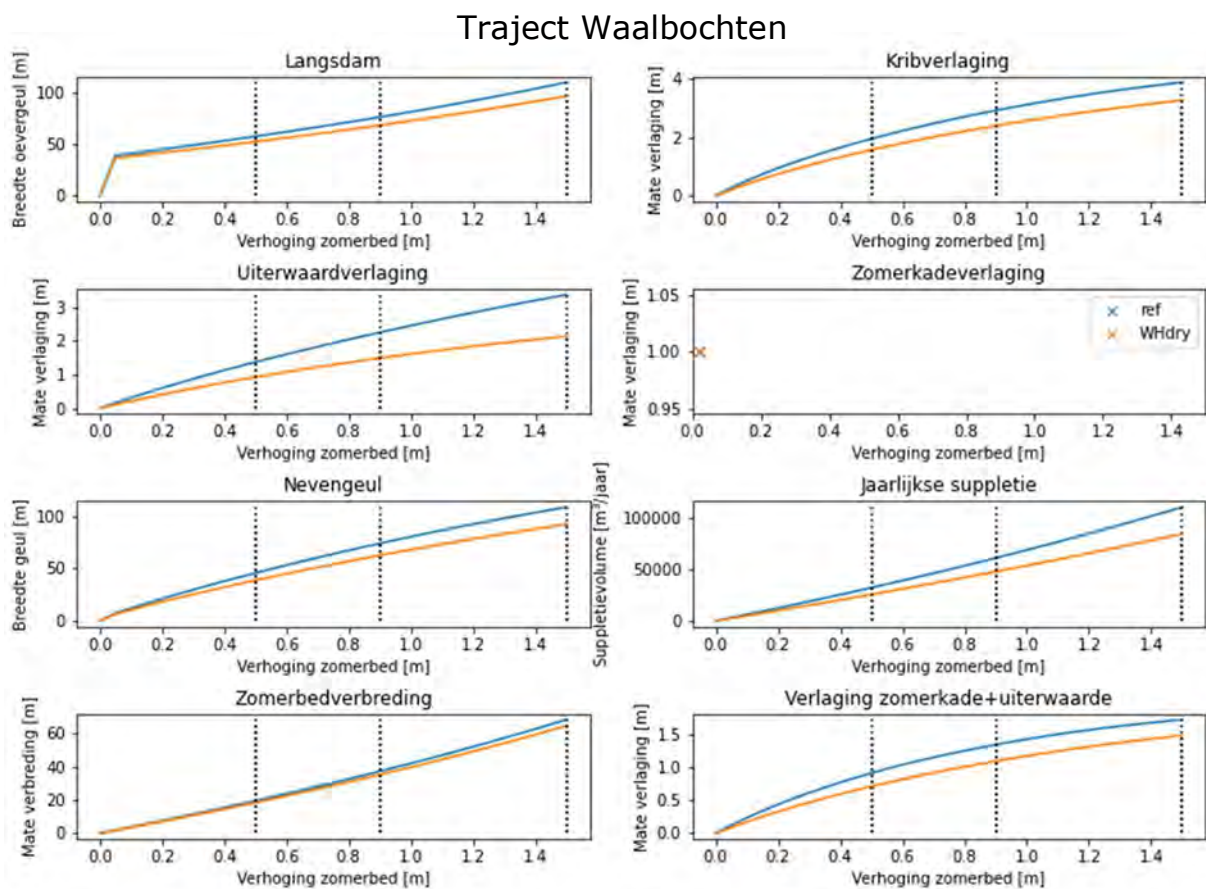 Traject Waalbochten
Langsdam
Breedte oevergeul [m]
100
50
0
0.0 0.2 0.4 0.6 0.8 1.0 1.2 1.4
Verhoging zomerbed [m]
Kribverlaging
Mate verlaging [m]
4
2
0
0.0 0.2 0.4 0.6 0.8 1.0 1.2 1.4
Verhoging zomerbed [m]
Uiterwaardverlaging
Mate verlaging [m]
3
2
1
0
0.0 0.2 0.4 0.6 0.8 1.0 1.2 1.4
Verhoging zomerbed [m]
Zomerkadeverlaging
Mate verlaging [m]
1.05
1.00
0.95
ref
WHdry
0.0 0.2 0.4 0.6 0.8 1.0 1.2 1.4
Verhoging zomerbed [m]
Nevengeul
Breedte geul [m]
100
50
0
0.0 0.2 0.4 0.6 0.8 1.0 1.2 1.4
Verhoging zomerbed [m]
Jaarlijkse suppletie
Suppletievolume [m³/jaar]
100000
50000
0
0.0 0.2 0.4 0.6 0.8 1.0 1.2 1.4
Verhoging zomerbed [m]
Zomerbedverbreding
Mate verbreding [m]
60
40
20
0
0.0 0.2 0.4 0.6 0.8 1.0 1.2 1.4
Verhoging zomerbed [m]
Verlaging zomerkade+uiterwaarde
Mate verlaging [m]
1.5
1.0
0.5
0.0
0.0 0.2 0.4 0.6 0.8 1.0 1.2 1.4
Verhoging zomerbed [m]